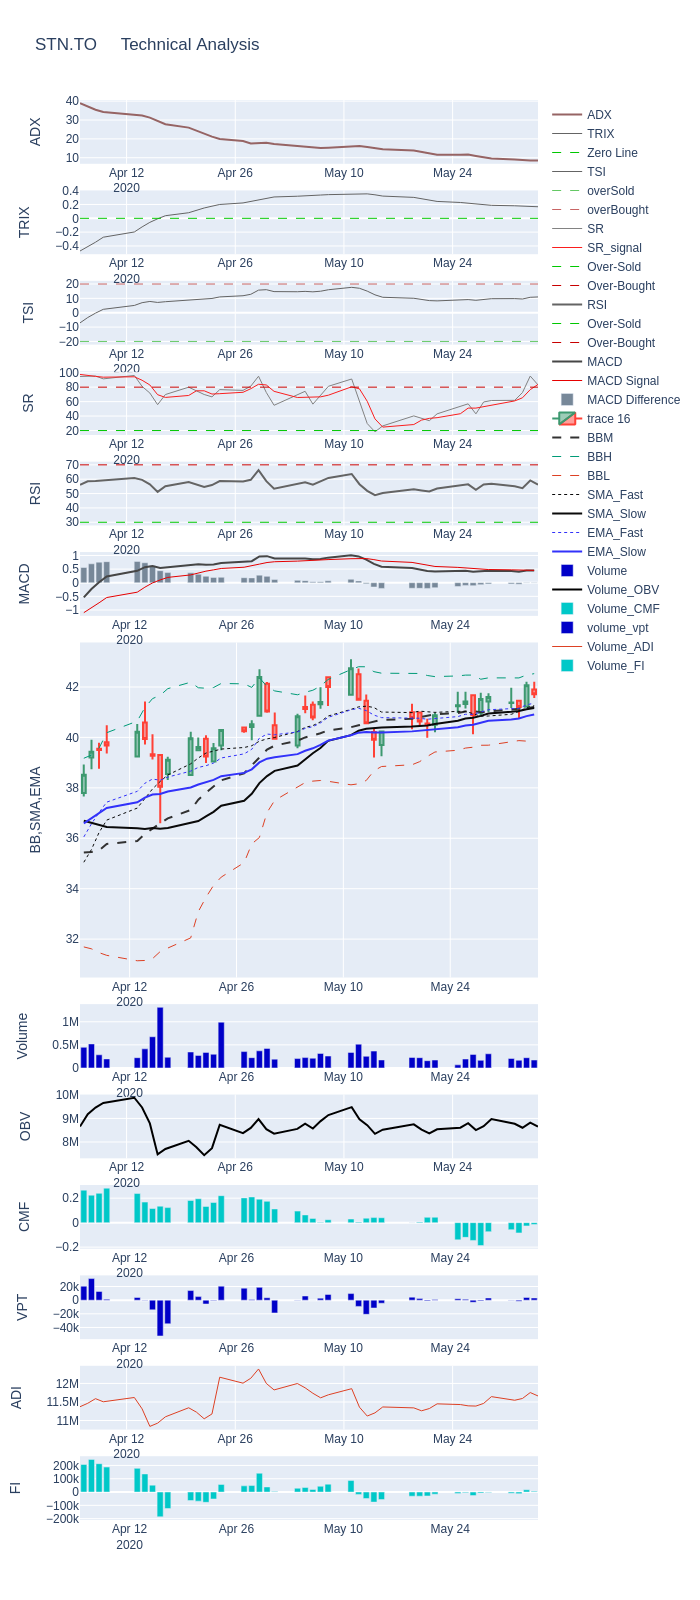 STN.TO Technical Analysis
ADX
40
30
20
10
Apr 12 Apr 26 May 10 May 24
2020
TRIX
0.4
0.2
0
−0.2
−0.4
Apr 12 Apr 26 May 10 May 24
2020
TSI
20
10
0
−10
−20
Apr 12 Apr 26 May 10 May 24
2020
SR
100
80
60
40
20
Apr 12 Apr 26 May 10 May 24
2020
RSI
70
60
50
40
30
Apr 12 Apr 26 May 10 May 24
2020
MACD
1
0.5
0
−0.5
−1
Apr 12 Apr 26 May 10 May 24
2020
BB,SMA,EMA
42
40
38
36
34
32
Apr 12 Apr 26 May 10 May 24
2020
Volume
1M
0.5M
0
Apr 12 Apr 26 May 10 May 24
2020
OBV
10M
9M
8M
Apr 12 Apr 26 May 10 May 24
2020
CMF
0.2
0
−0.2
Apr 12 Apr 26 May 10 May 24
2020
VPT
20k
0
−20k
−40k
Apr 12 Apr 26 May 10 May 24
2020
ADI
12M
11.5M
11M
Apr 12 Apr 26 May 10 May 24
2020
FI
200k
100k
0
−100k
−200k
Apr 12 Apr 26 May 10 May 24
2020
ADX
TRIX
Zero Line
TSI
overSold
overBought
SR
SR_signal
Over-Sold
Over-Bought
RSI
Over-Sold
Over-Bought
MACD
MACD Signal
MACD Difference
trace 16
BBM
BBH
BBL
SMA_Fast
SMA_Slow
EMA_Fast
EMA_Slow
Volume
Volume_OBV
Volume_CMF
volume_vpt
Volume_ADI
Volume_FI